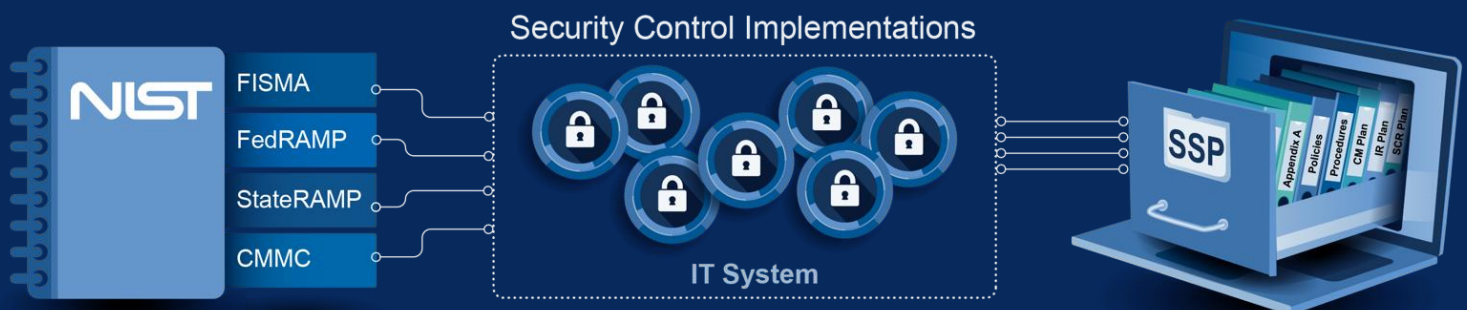 Security Control Implementations
NIST
FISMA
FedRAMP
StateRAMP
CMMC
IT System
SSP
Appendix A
Policies
Procedures
CM Plan
IR Plan
SCR Plan